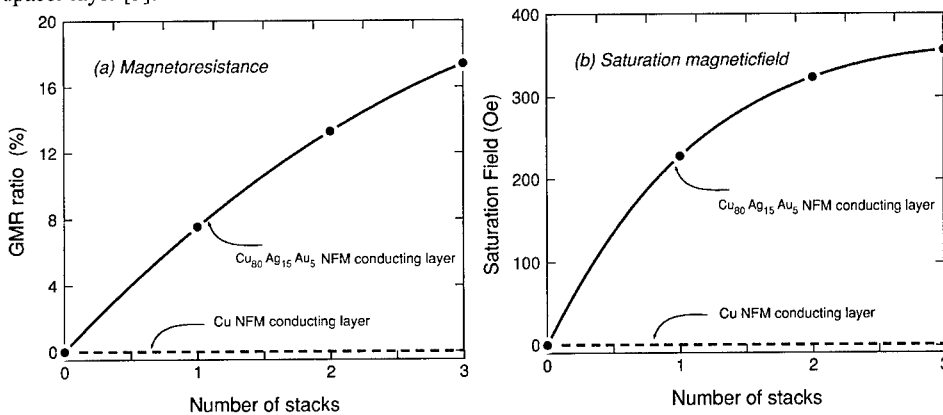 20
16
12
8
4
0
GMR ratio (%)
(a) Magnetoresistance
Cu80 Ag15 Au5 NFM conducting layer
Cu NFM conducting layer
0 1 2 3
Number of stacks
400
300
200
100
0
Saturation Field (Oe)
(b) Saturation magneticfield
Cu80 Ag15 Au5 NFM conducting layer
Cu NFM conducting layer
0 1 2 3
Number of stacks